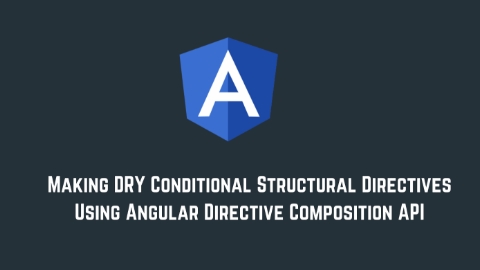 A
Making DRY Conditional Structural Directives
Using Angular Directive Composition API